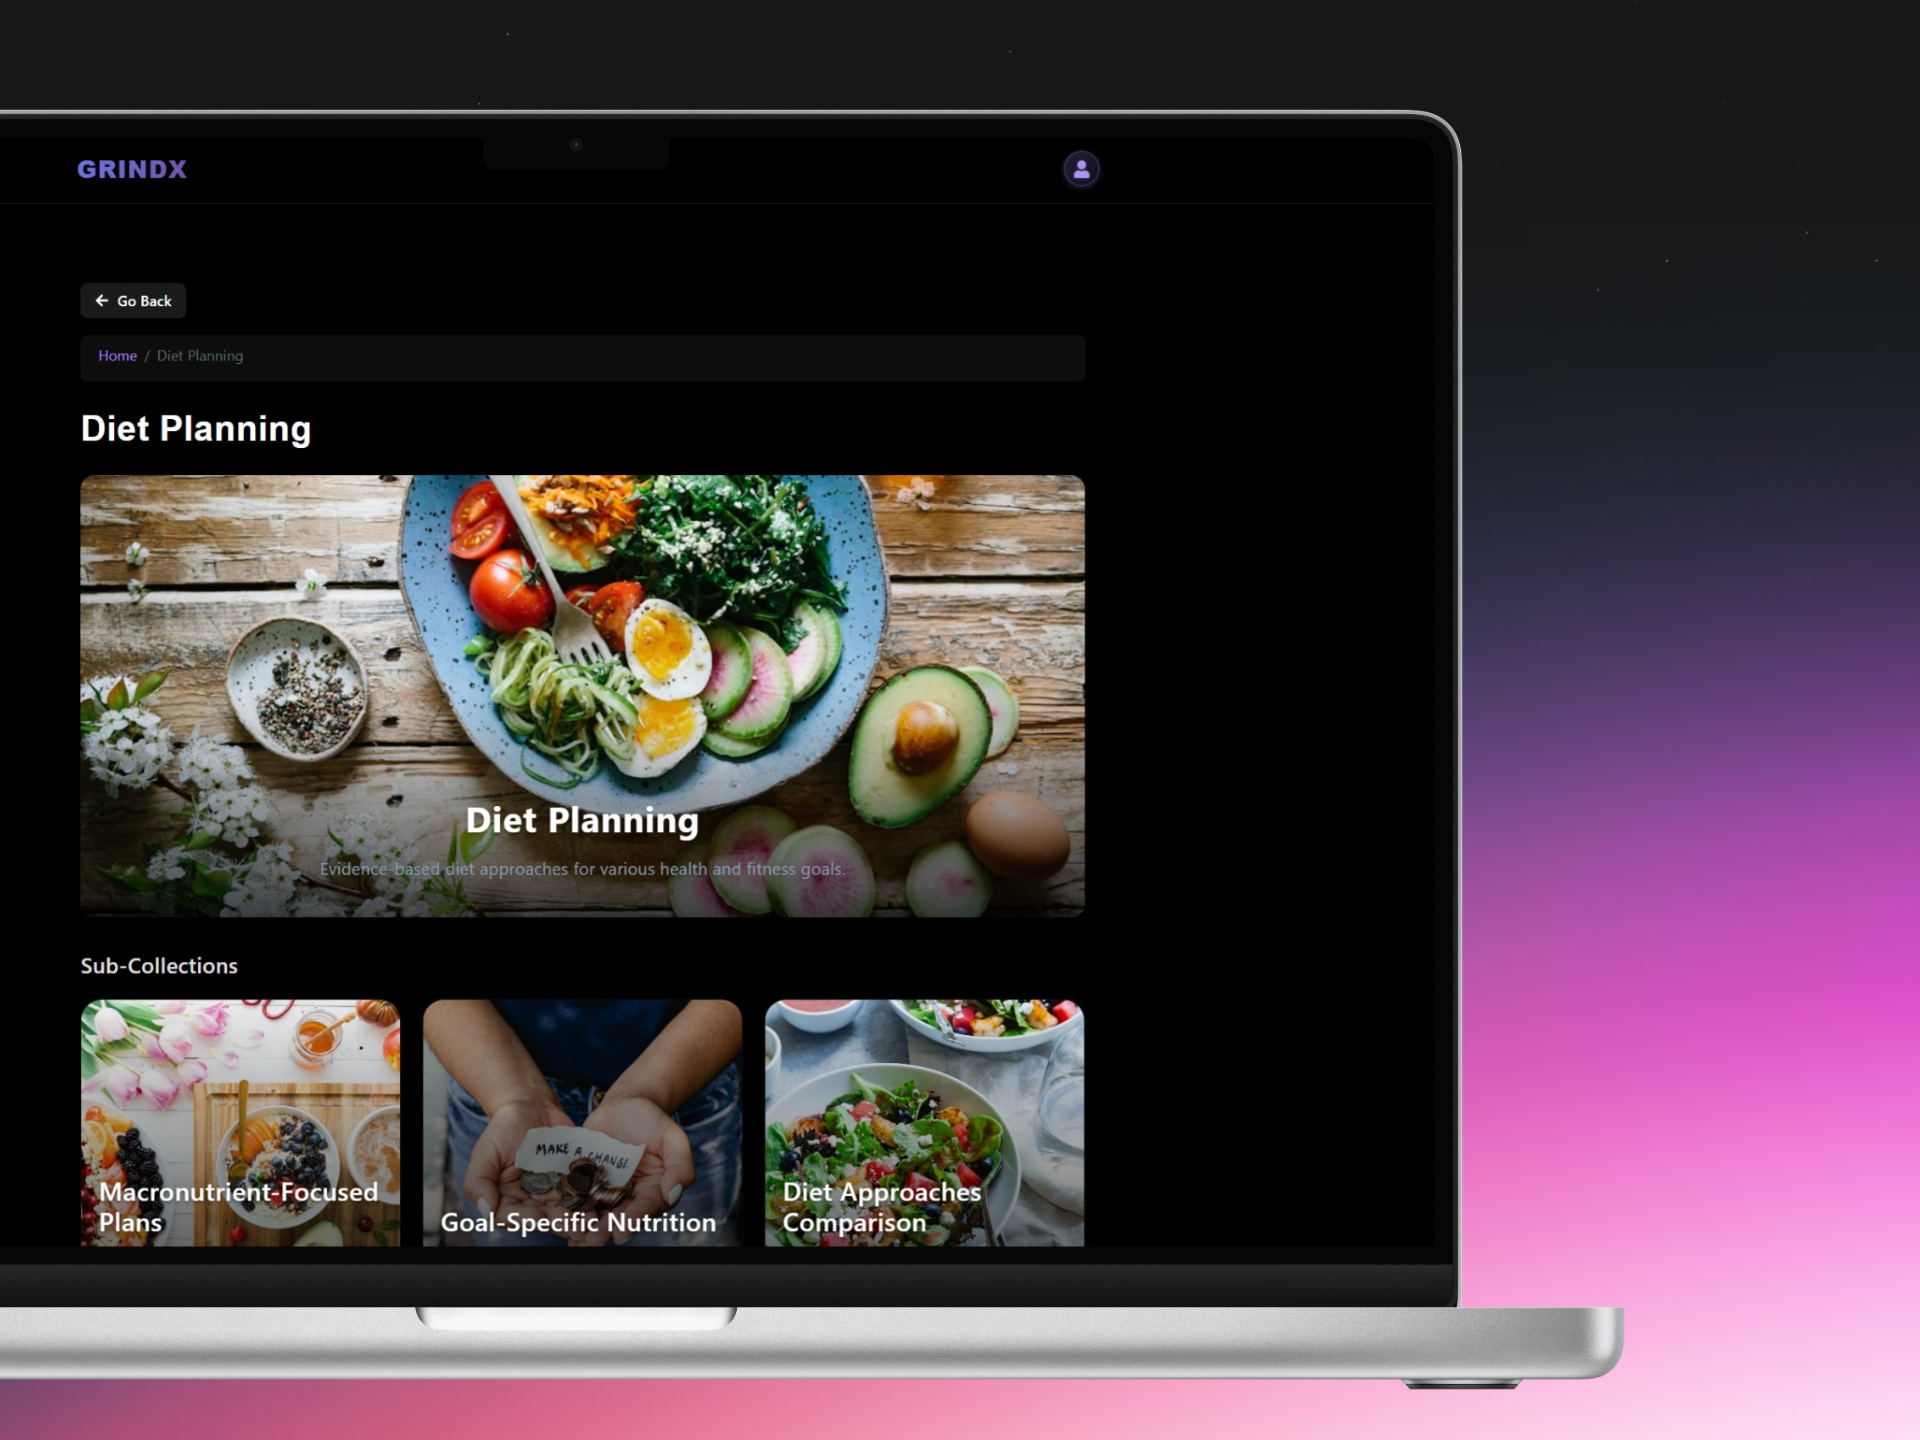 GRINDX
Go Back
Home / Diet Planning
Diet Planning
Diet Planning
Evidence-based diet approaches for various health and fitness goals.
Sub-Collections
MAKE A CHANGE
Macronutrient-Focused
Plans
Goal-Specific Nutrition
Diet Approaches
Comparison